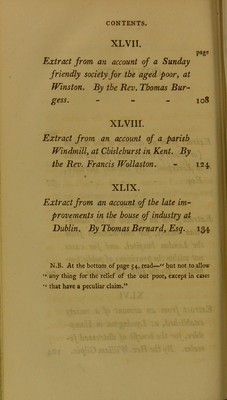 CONTENTS.
XLVII.
page
Extract from an account of a Sunday
friendly society for the aged poor, at
Winston. By the Rev. Thomas Bur-
gess. - - - 108
XLVIII.
Extract from an account of a parish
Windmill, at Chislehurst in Kent. By
the Rev. Francis Wollaston. - 124
XLIX.
Extract from an account of the late im-
provements in the house of industry at
Dublin. By Thomas Bernard, Esq. 134
N.B. At the bottom of page 54, read—“ but not to allow
“ any thing for the relief of the out poor, except in cases
“ that have a peculiar claim.”